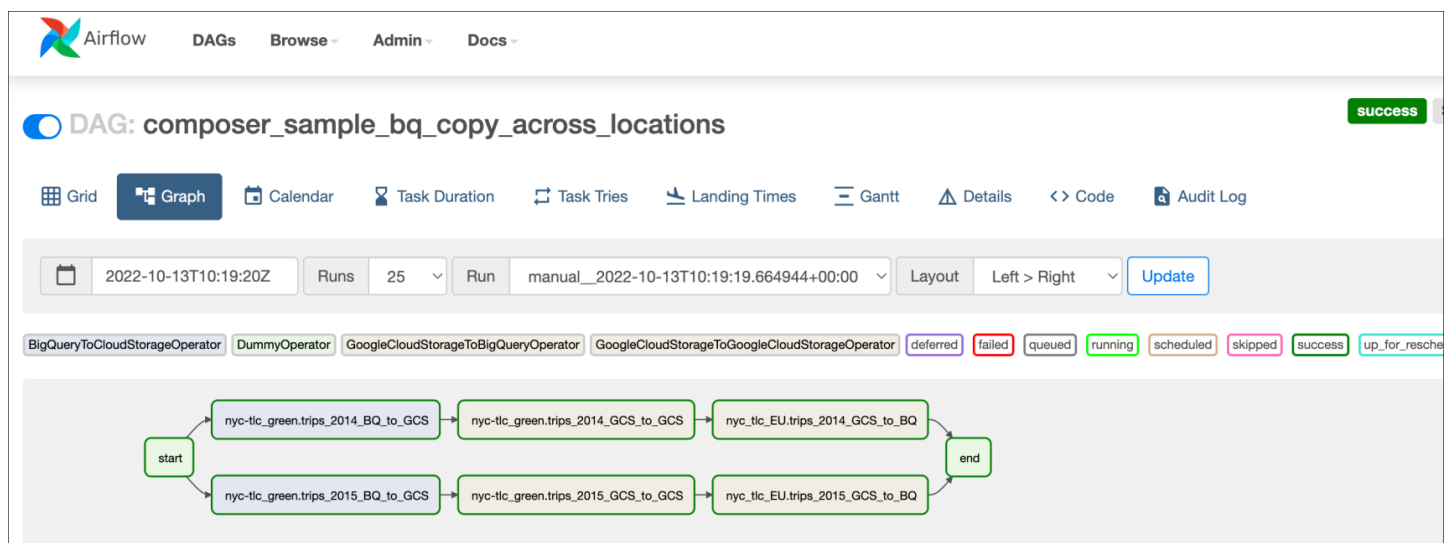 Airflow DAGs Browse Admin Docs
success
DAG: composer_sample_bq_copy_across_locations
Grid Graph Calendar Task Duration Task Tries Landing Times Gantt Details <> Code Audit Log
2022-10-13T10:19:20Z Runs 25 Run manual__2022-10-13T10:19:19.664944+00:00 Layout Left > Right Update
BigQueryToCloudStorageOperator DummyOperator GoogleCloudStorageToBigQueryOperator GoogleCloudStorageToGoogleCloudStorageOperator deferred failed queued running scheduled skipped success up_for_resche
nyc-tlc_green.trips_2014_BQ_to_GCS nyc-tlc_green.trips_2014_GCS_to_GCS nyc_tlc_EU.trips_2014_GCS_to_BQ
start end
nyc-tlc_green.trips_2015_BQ_to_GCS nyc-tlc_green.trips_2015_GCS_to_GCS nyc_tlc_EU.trips_2015_GCS_to_BQ